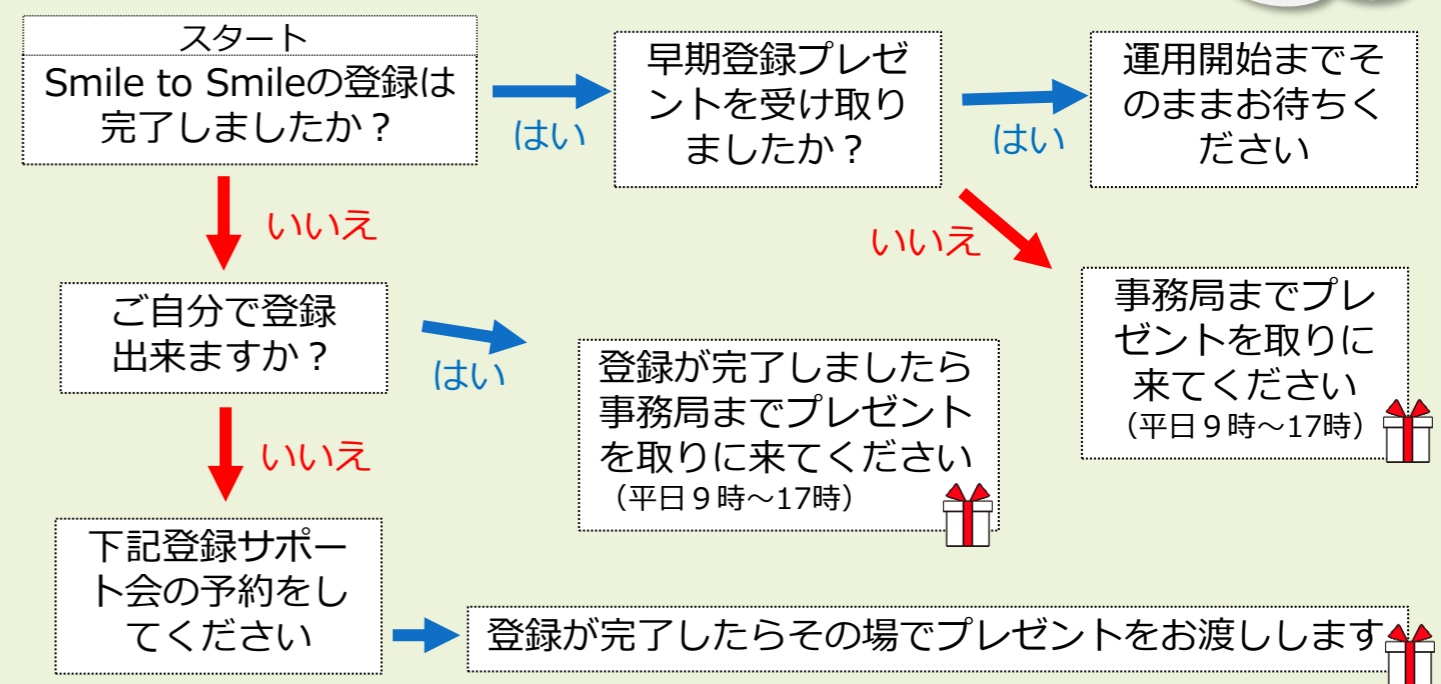 スタート
Smile to Smileの登録は
完了しましたか？
はい
早期登録プレゼ
ントを受け取り
ましたか？
はい
運用開始までそ
のままお待ちく
ださい
いいえ
事務局までプレ
ゼントを取りに
来てください
（平日９時～17時）
いいえ
ご自分で登録
出来ますか？
はい
登録が完了しましたら
事務局までプレゼント
を取りに来てください
（平日９時～17時）
いいえ
下記登録サポー
ト会の予約をし
てください
登録が完了したらその場でプレゼントをお渡しします